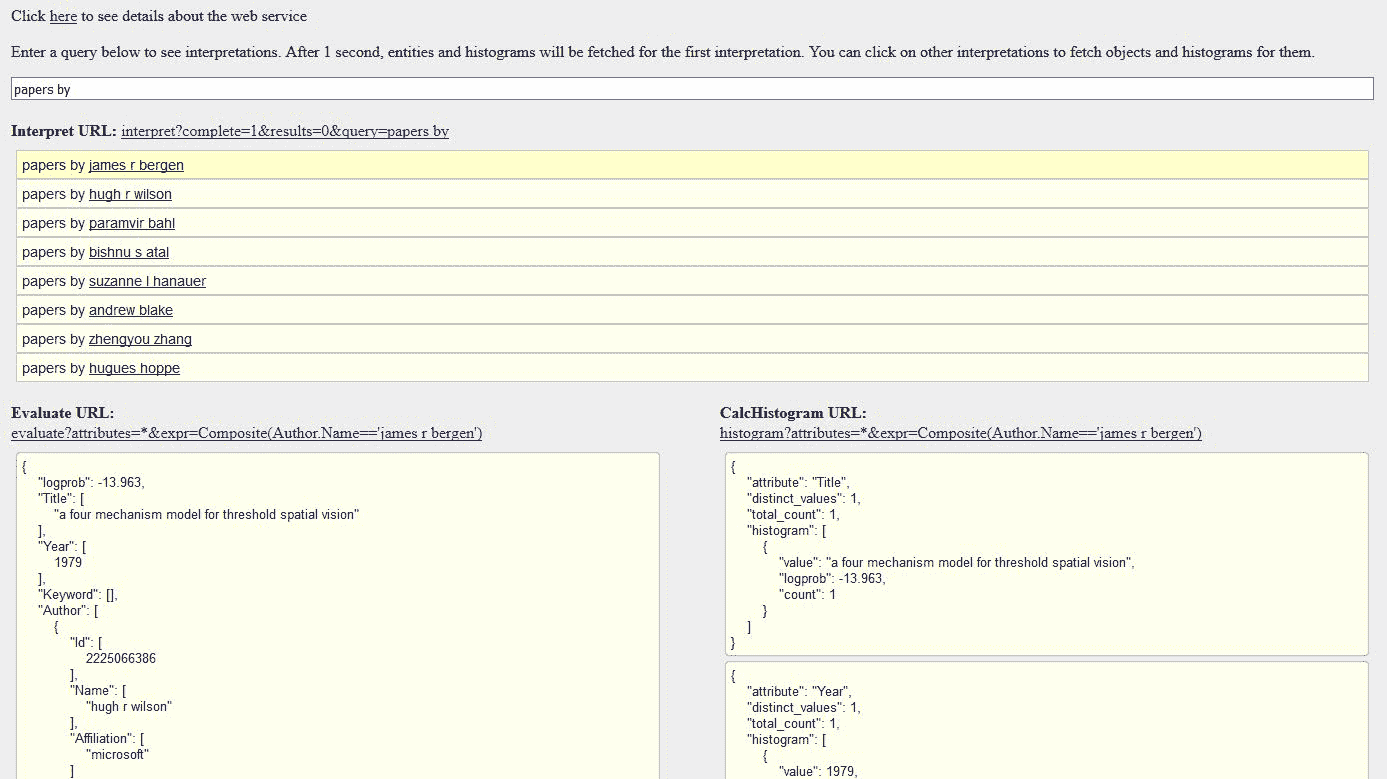 Click here to see details about the web service
Enter a query below to see interpretations. After 1 second, entities and histograms will be fetched for the first interpretation. You can click on other interpretations to fetch objects and histograms for them.
papers by
Interpret URL: interpret?complete=1&results=0&query=papers by
papers by james r bergen
papers by hugh r wilson
papers by paramvir bahl
papers by bishnu s atal
papers by suzanne l hanauer
papers by andrew blake
papers by zhengyou zhang
papers by hugues hoppe
Evaluate URL:
evaluate?attributes=*&expr=Composite(Author.Name=='james r bergen')
{
"logprob": -13.963,
"Title": [
"a four mechanism model for threshold spatial vision"
],
"Year": [
1979
],
"Keyword": [],
"Author": [
{
"Id": [
2225066386
],
"Name": [
"hugh r wilson"
],
"Affiliation": [
"microsoft"
]
CalcHistogram URL:
histogram?attributes=*&expr=Composite(Author.Name=='james r bergen')
{
"attribute": "Title",
"distinct_values": 1,
"total_count": 1,
"histogram": [
{
"value": "a four mechanism model for threshold spatial vision",
"logprob": -13.963,
"count": 1
}
]
}
{
"attribute": "Year",
"distinct_values": 1,
"total_count": 1,
"histogram": [
{
"value": 1979,